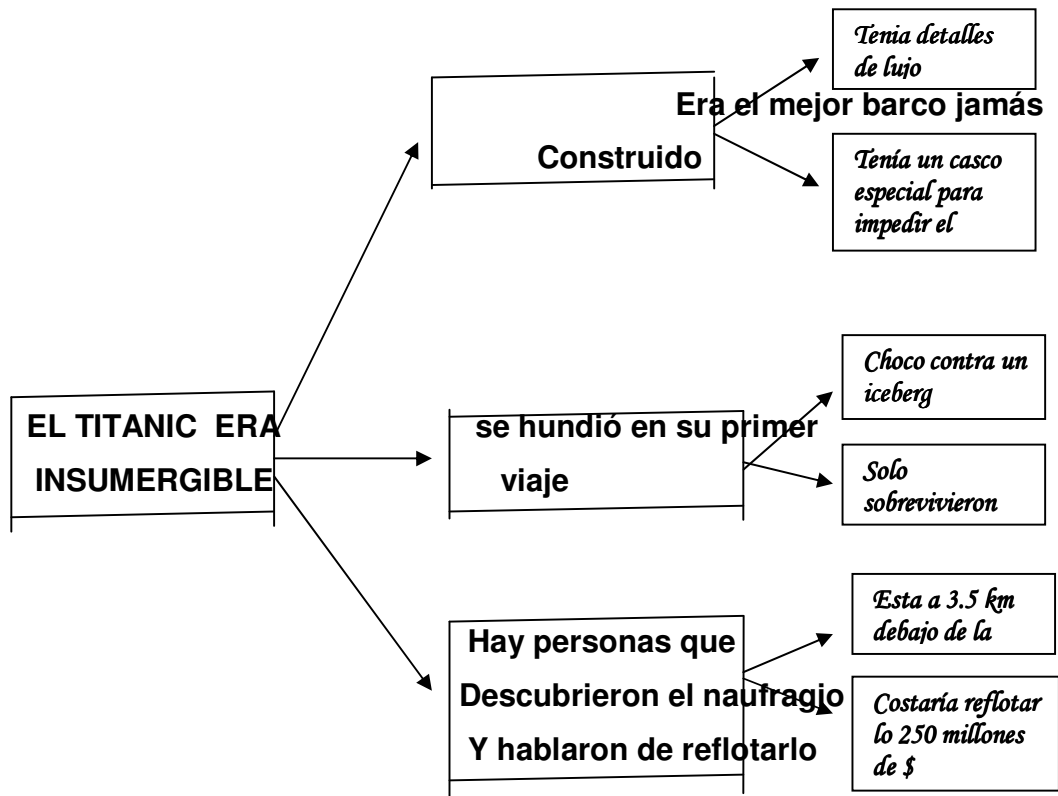 Tenia detalles
de lujo
Era el mejor barco jamás
Construido
Tenía un casco
especial para
impedir el
Choco contra un
iceberg
EL TITANIC ERA
INSUMERGIBLE
se hundió en su primer
viaje
Solo
sobrevivieron
Esta a 3.5 km
debajo de la
Hay personas que
Descubrieron el naufragio
Y hablaron de reflotarlo
Costaría reflotar
lo 250 millones
de $